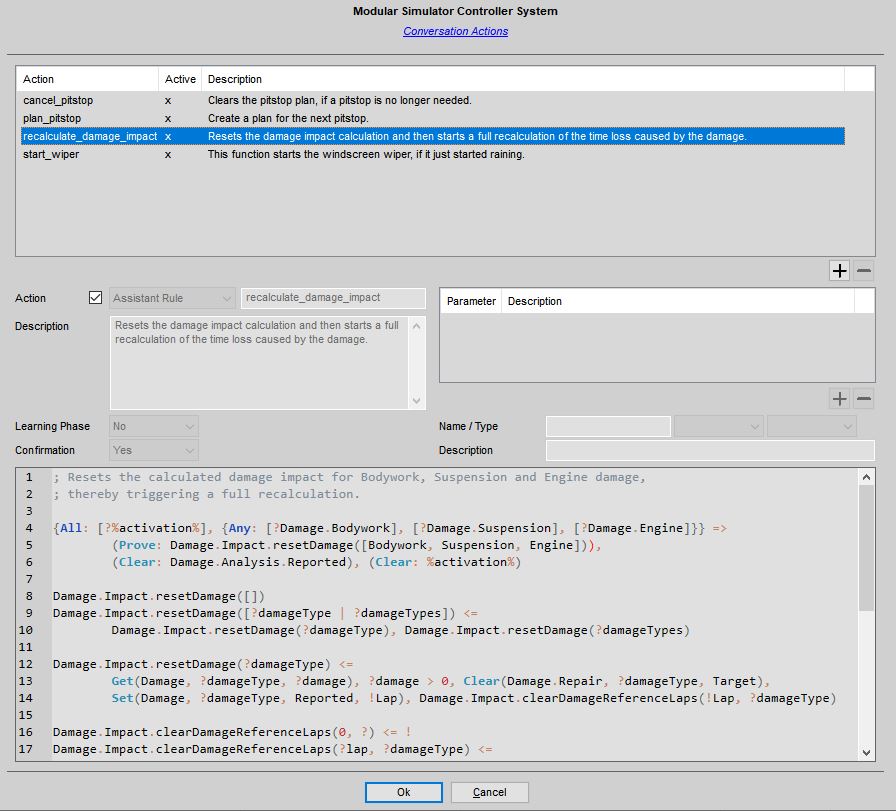 Modular Simulator Controller System
Conversation Actions
Action Active Description
cancel_pitstop x Clears the pitstop plan, if a pitstop is no longer needed.
plan_pitstop x Create a plan for the next pitstop.
recalculate_damage_impact x Resets the damage impact calculation and then starts a full recalculation of the time loss caused by the damage.
start_wiper x This function starts the windscreen wiper, if it just started raining.
Action Assistant Rule recalculate_damage_impact
Parameter Description
Description Resets the damage impact calculation and then starts a full
recalculation of the time loss caused by the damage.
Learning Phase No
Name / Type
Confirmation Yes
Description
1 ; Resets the calculated damage impact for Bodywork, Suspension and Engine damage,
2 ; thereby triggering a full recalculation.
3
4 {All: [?%activation%], {Any: [?Damage.Bodywork], [?Damage.Suspension], [?Damage.Engine]}} =>
5 (Prove: Damage.Impact.resetDamage([Bodywork, Suspension, Engine])),
6 (Clear: Damage.Analysis.Reported), (Clear: %activation%)
7
8 Damage.Impact.resetDamage([])
9 Damage.Impact.resetDamage([?damageType | ?damageTypes]) <=
10 Damage.Impact.resetDamage(?damageType), Damage.Impact.resetDamage(?damageTypes)
11
12 Damage.Impact.resetDamage(?damageType) <=
13 Get(Damage, ?damageType, ?damage), ?damage > 0, Clear(Damage.Repair, ?damageType, Target),
14 Set(Damage, ?damageType, Reported, !Lap), Damage.Impact.clearDamageReferenceLaps(!Lap, ?damageType)
15
16 Damage.Impact.clearDamageReferenceLaps(0, ?) <= !
17 Damage.Impact.clearDamageReferenceLaps(?lap, ?damageType) <=
Ok Cancel